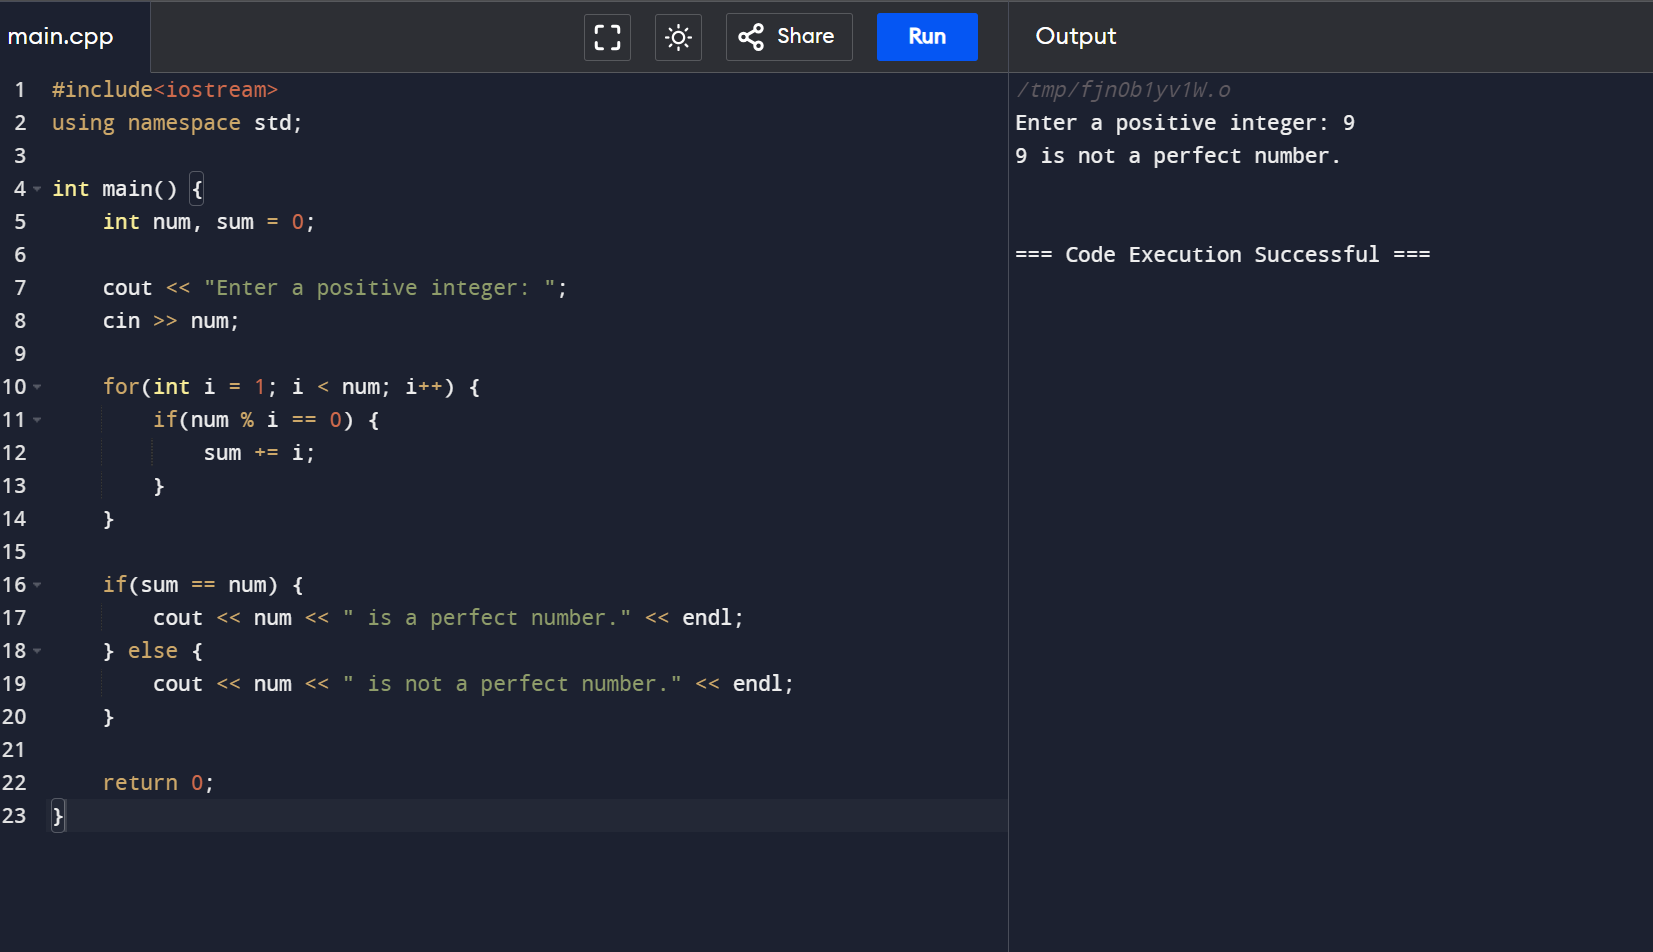 main.cpp
Share
Run
Output
1 #include<iostream>
2 using namespace std;
3
4 int main() {
5     int num, sum = 0;
6
7     cout << "Enter a positive integer: ";
8     cin >> num;
9
10     for(int i = 1; i < num; i++) {
11         if(num % i == 0) {
12             sum += i;
13         }
14     }
15
16     if(sum == num) {
17         cout << num << " is a perfect number." << endl;
18     } else {
19         cout << num << " is not a perfect number." << endl;
20     }
21
22     return 0;
23 }
/tmp/fjnOb1yv1W.o
Enter a positive integer: 9
9 is not a perfect number.
=== Code Execution Successful ===